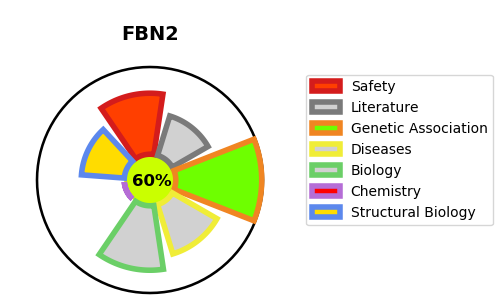 FBN2
60%
Safety
Literature
Genetic Association
Diseases
Biology
Chemistry
Structural Biology